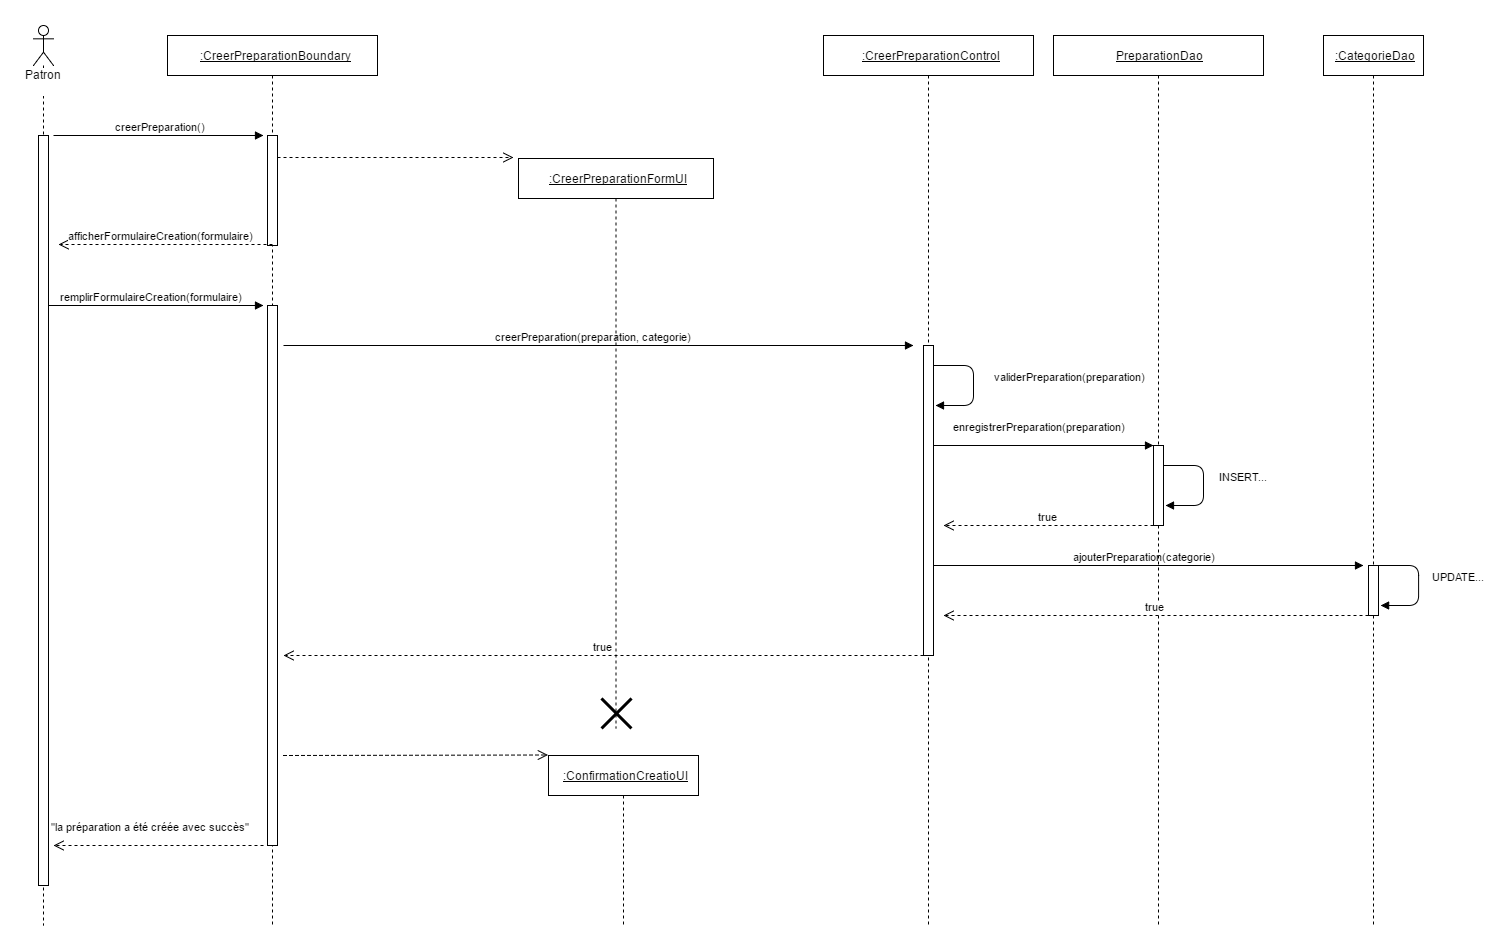 Patron
:CreerPreparationBoundary
:CreerPreparationControl
PreparationDao
:CategorieDao
creerPreparation()
:CreerPreparationFormUI
afficherFormulaireCreation(formulaire)
remplirFormulaireCreation(formulaire)
creerPreparation(preparation, categorie)
validerPreparation(preparation)
enregistrerPreparation(preparation)
INSERT...
true
ajouterPreparation(categorie)
UPDATE...
true
true
:ConfirmationCreatioUI
"la préparation a été créée avec succès"